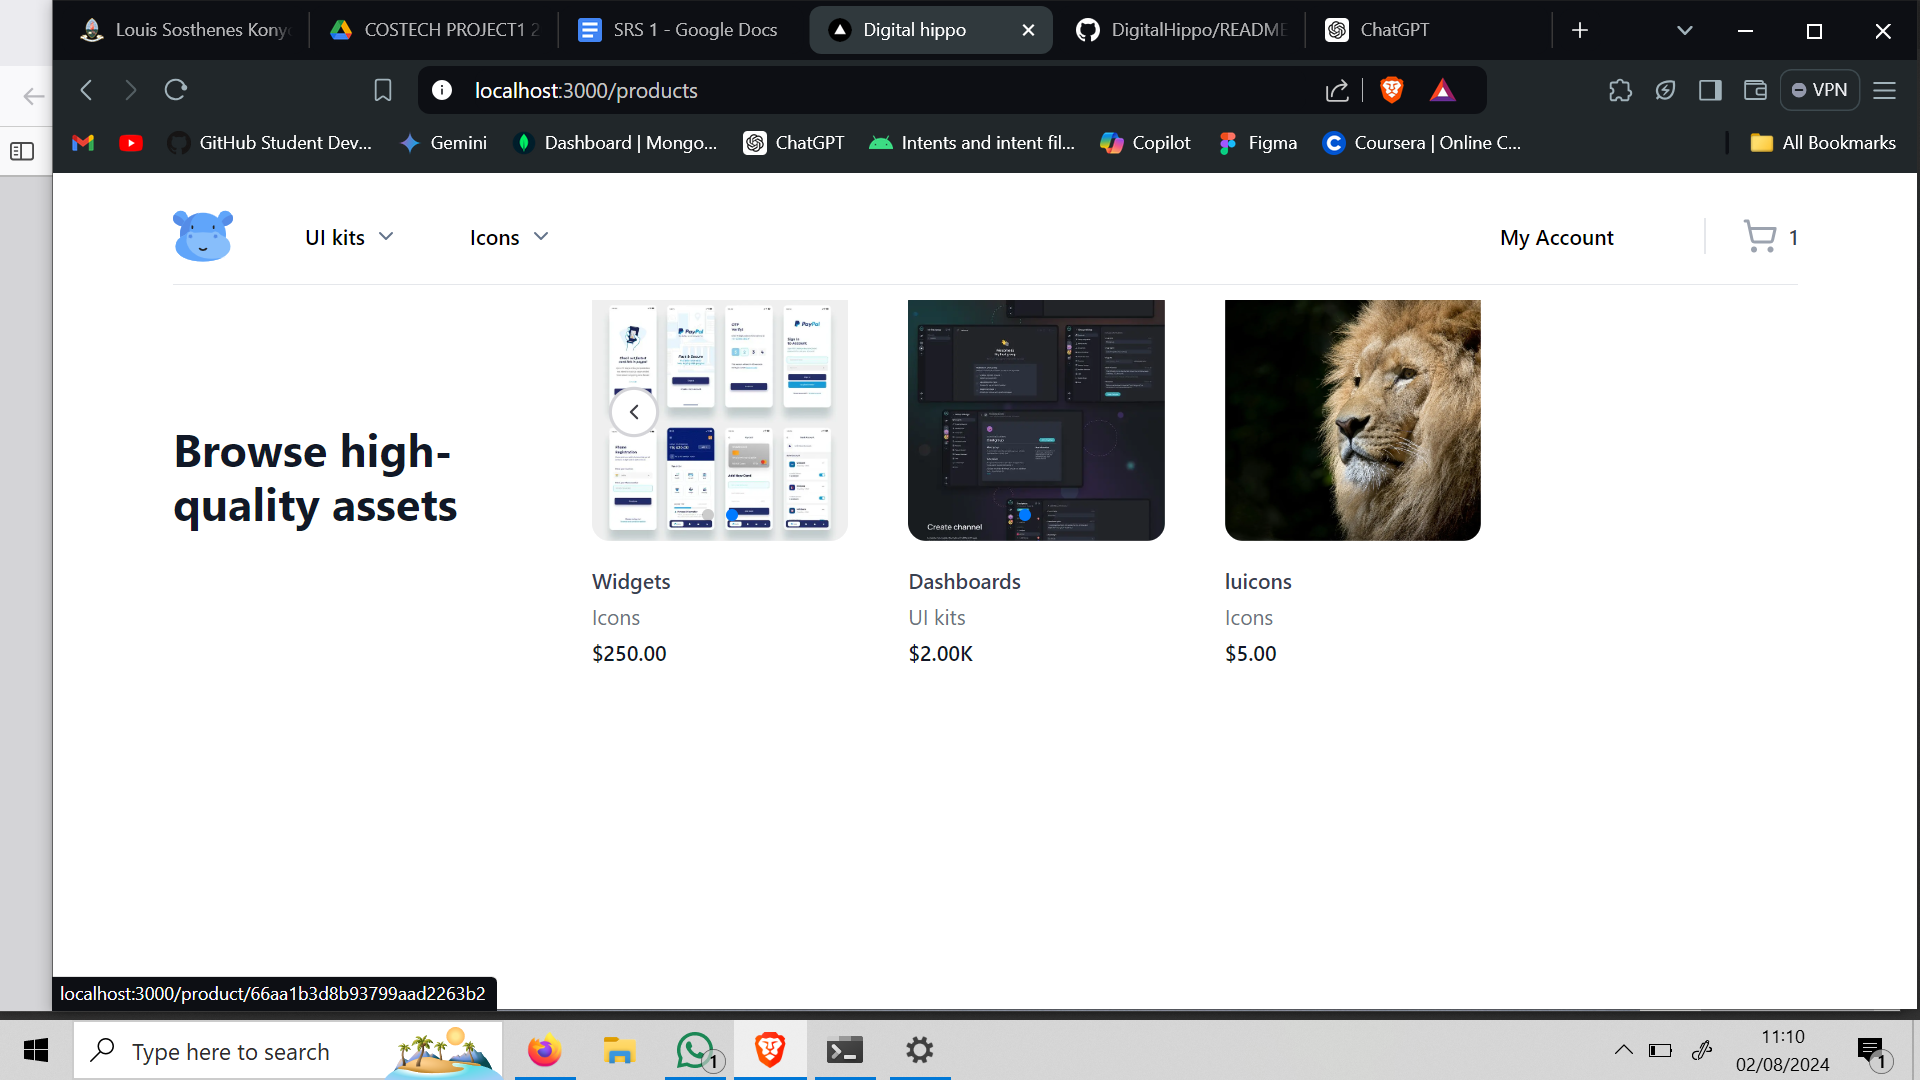 Louis Sosthenes Kony
COSTECH PROJECT1 2
SRS 1 - Google Docs
Digital hippo
DigitalHippo/README
ChatGPT
localhost:3000/products
VPN
GitHub Student Dev...
Gemini
Dashboard | Mongo...
ChatGPT
Intents and intent fil...
Copilot
Figma
Coursera | Online C...
All Bookmarks
UI kits
Icons
My Account
1
Browse high-
quality assets
PayPal
PayPal
Create channel
Widgets
Icons
$250.00
Dashboards
UI kits
$2.00K
luicons
Icons
$5.00
localhost:3000/product/66aa1b3d8b93799aad2263b2
Type here to search
1
11:10
02/08/2024
1